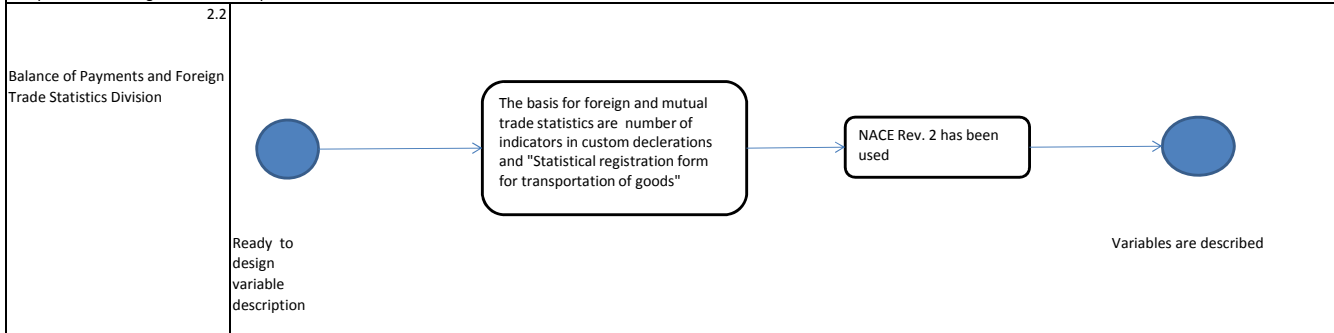 2.2
Balance of Payments and Foreign
Trade Statistics Division
The basis for foreign and mutual
trade statistics are number of
indicators in custom declerations
and "Statistical registration form
for transportation of goods"
NACE Rev. 2 has been
used
Ready to
design
variable
description
Variables are described